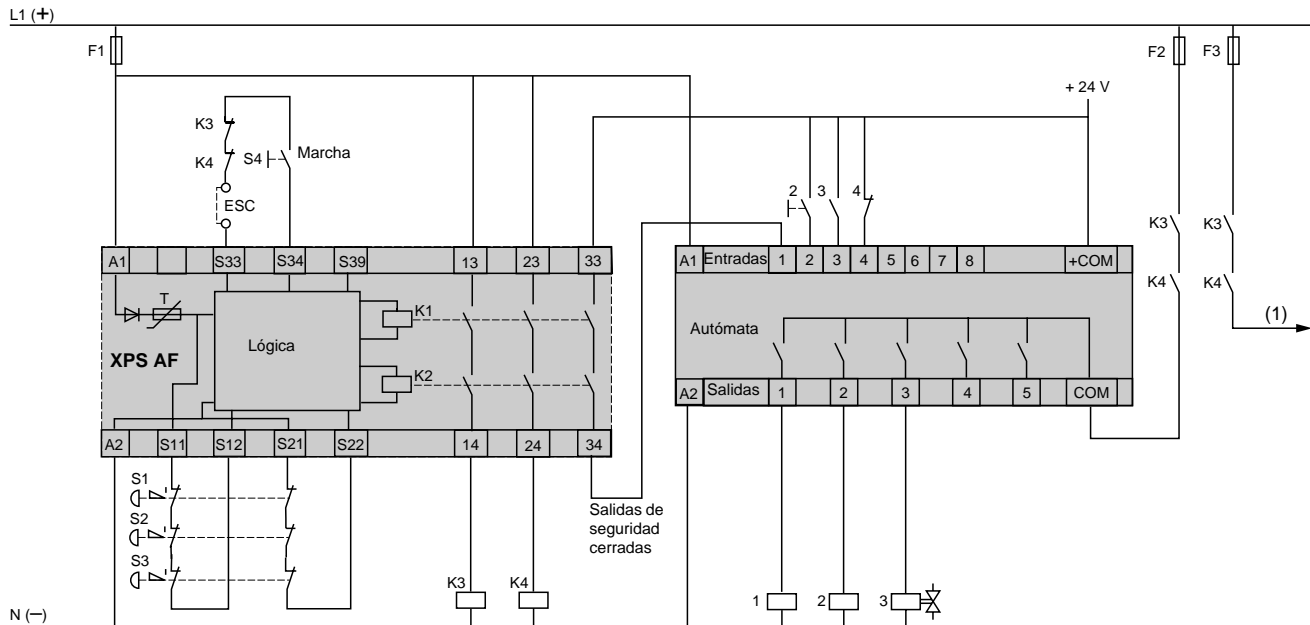 L1 (+)
F1
F2
F3
+ 24 V
K3
K4
S4
Marcha
ESC
2
3
4
K3
K3
K4
K4
(1)
A1
S33
S34
S39
13
23
33
A1
Entradas
1
2
3
4
5
6
7
8
+COM
T
K1
Lógica
XPS AF
K2
Autómata
A2
S11
S12
S21
S22
14
24
34
A2
Salidas
1
2
3
4
5
COM
S1
S2
S3
Salidas de
seguridad
cerradas
K3
K4
1
2
3
N (—)